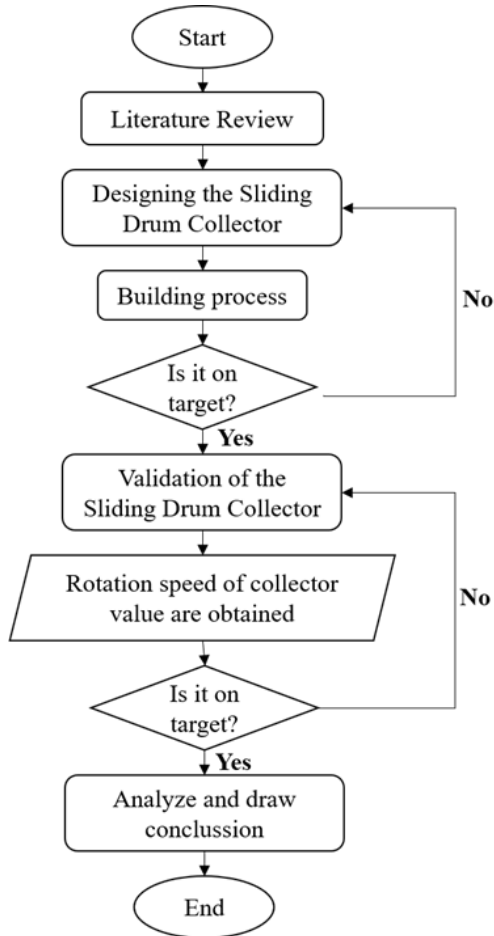 Start
Literature Review
Designing the Sliding
Drum Collector
Building process
No
Is it on
target?
Yes
Validation of the
Sliding Drum Collector
Rotation speed of collector
value are obtained
No
Is it on
target?
Yes
Analyze and draw
conclussion
End